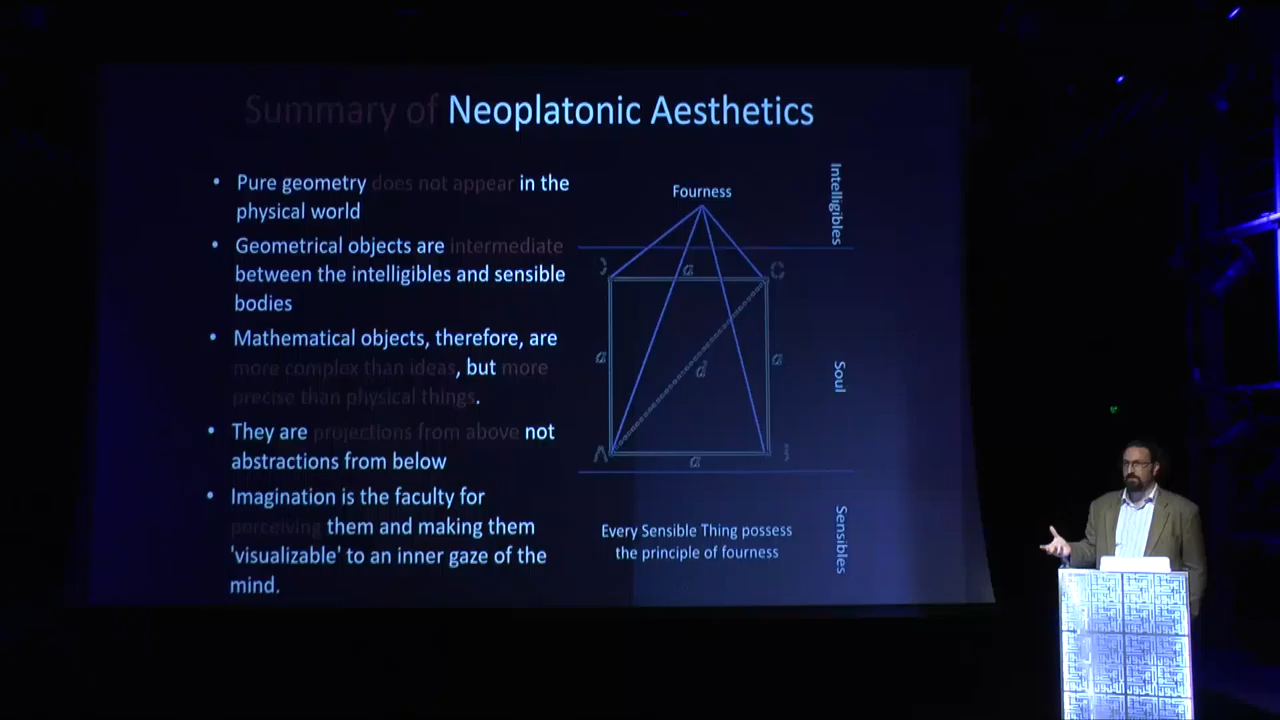 Summary of Neoplatonic Aesthetics
• Pure geometry does not appear in the
physical world
• Geometrical objects are intermediate
between the intelligibles and sensible
bodies
• Mathematical objects, therefore, are
more complex than ideas, but more
precise than physical things.
• They are projections from above not
abstractions from below
• Imagination is the faculty for
perceiving them and making them
'visualizable' to an inner gaze of the
mind.
Fourness
a
C
a
d
a
A
a
Every Sensible Thing possess
the principle of fourness
Intelligibles
Soul
Sensibles